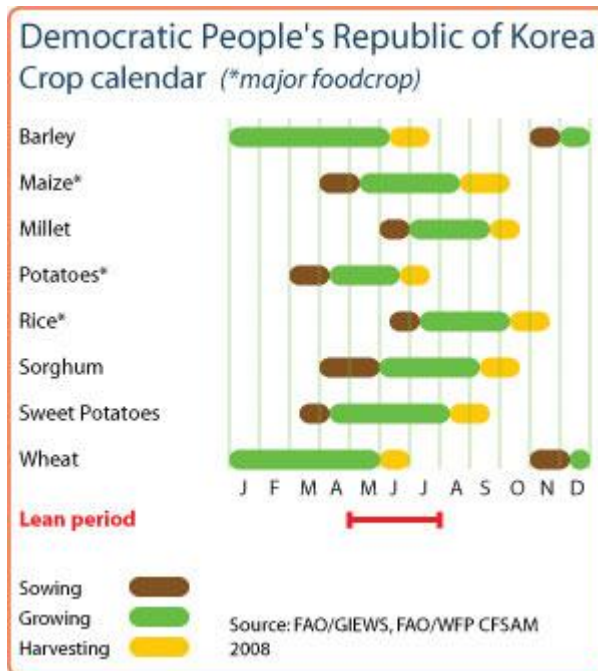 Democratic People's Republic of Korea
Crop calendar (*major foodcrop)
Barley
Maize*
Millet
Potatoes*
Rice*
Sorghum
Sweet Potatoes
Wheat
J F M A M J J A S O N D
Lean period
Sowing
Growing
Harvesting
Source: FAO/GIEWS, FAO/WFP CFSAM
2008